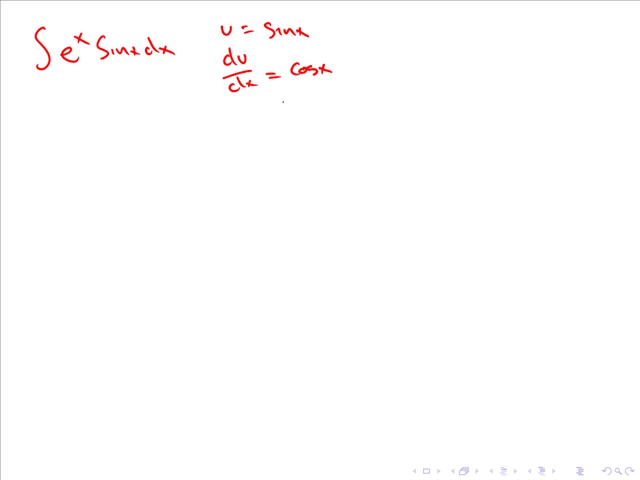 ∫ e^x sinx dx
u = sinx
du/dx = cosx